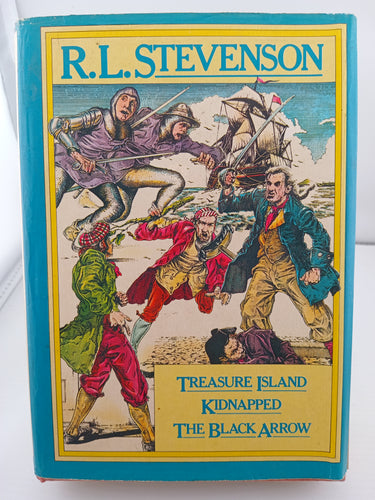 R.L. STEVENSON
TREASURE ISLAND
KIDNAPPED
THE BLACK ARROW